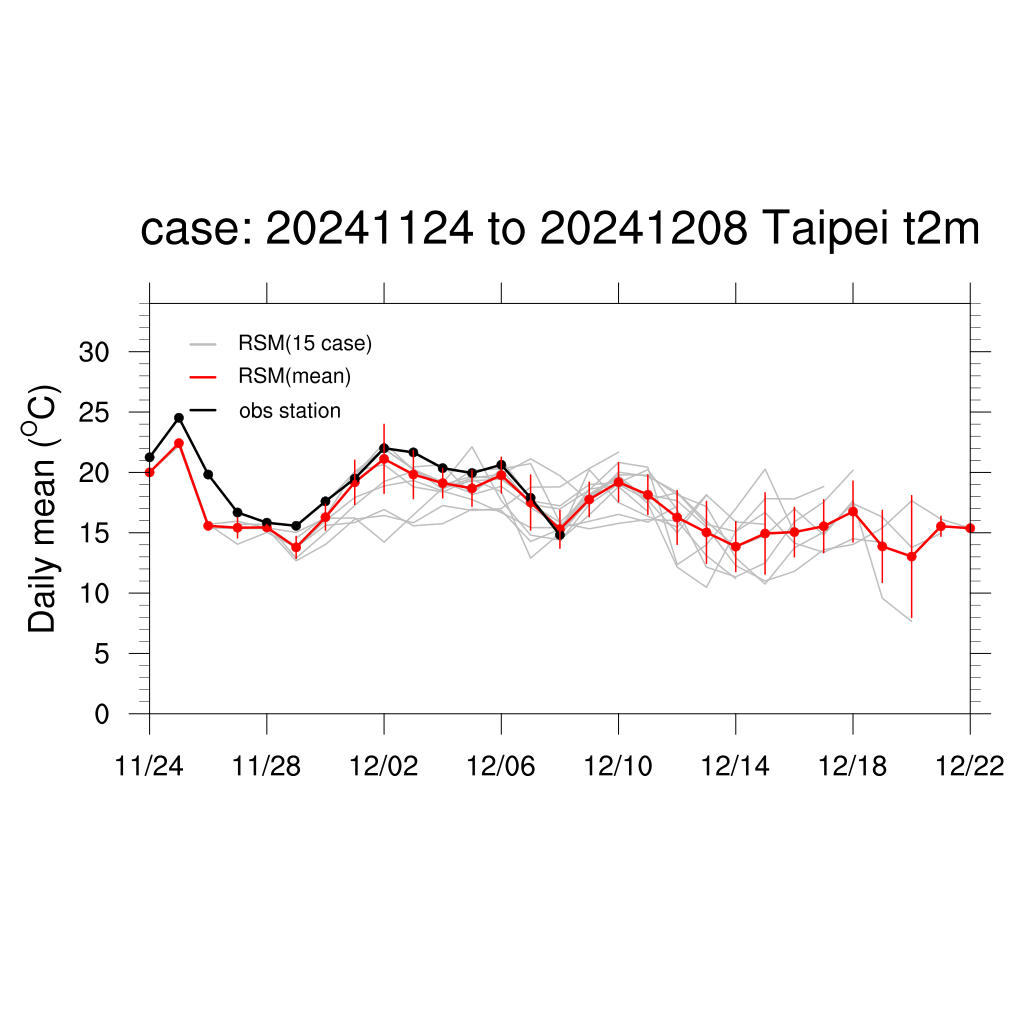 case: 20241124 to 20241208 Taipei t2m
RSM(15 case)
RSM(mean)
obs station
Daily mean (°C)
30
25
20
15
10
5
0
11/24 11/28 12/02 12/06 12/10 12/14 12/18 12/22